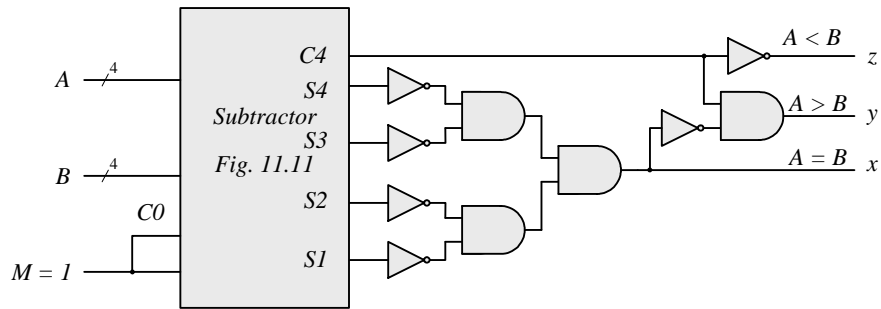 A
4
B
4
C0
M = 1
Subtractor
Fig. 11.11
C4
S4
S3
S2
S1
A < B
z
A > B
y
A = B
x